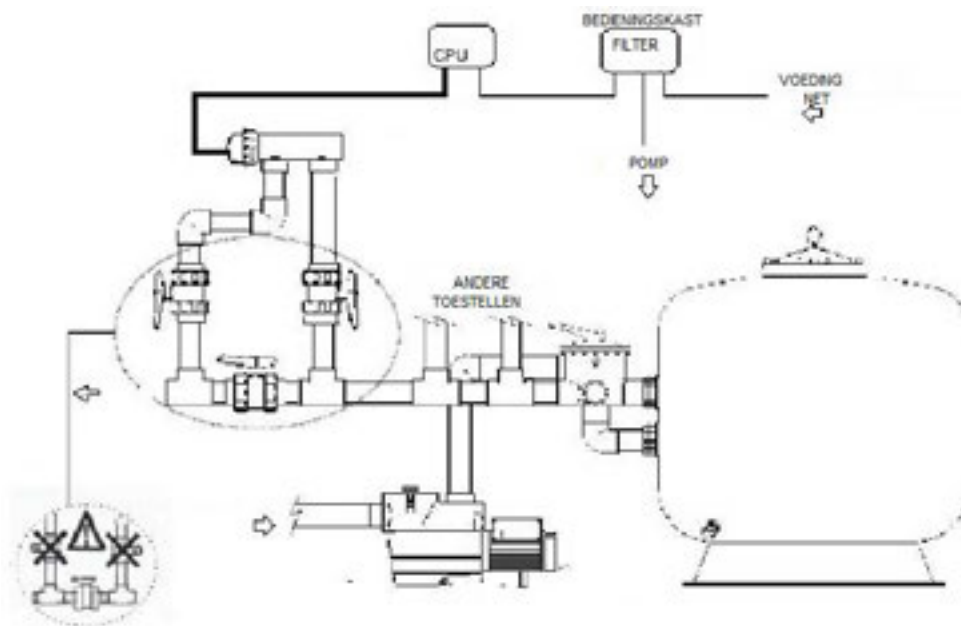 BEDIENINGSKAST
CPU
FILTER
VOEDING
NET
POMP
ANDERE
TOESTELLEN